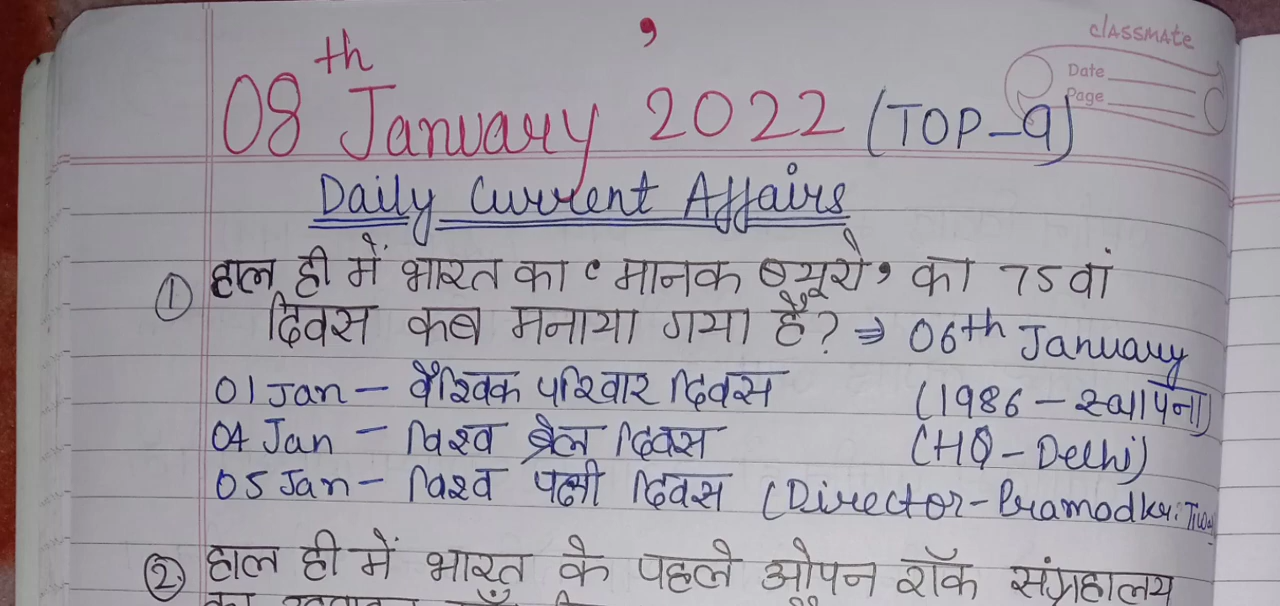 classmate
Date
Page
08th January 2022 (TOP-9)
Daily Current Affairs
① हाल ही में भारत का ‘मानक ब्यूरो’ का 75वां
दिवस कब मनाया गया है? ⇒ 06th January
01 Jan – वैश्विक परिवार दिवस (1986 – स्थापना)
04 Jan – विश्व ब्रेल दिवस (HQ – Delhi)
05 Jan – विश्व पक्षी दिवस (Director – Pramod kr.
② हाल ही में भारत के पहले ओपन रॉक संग्रहालय